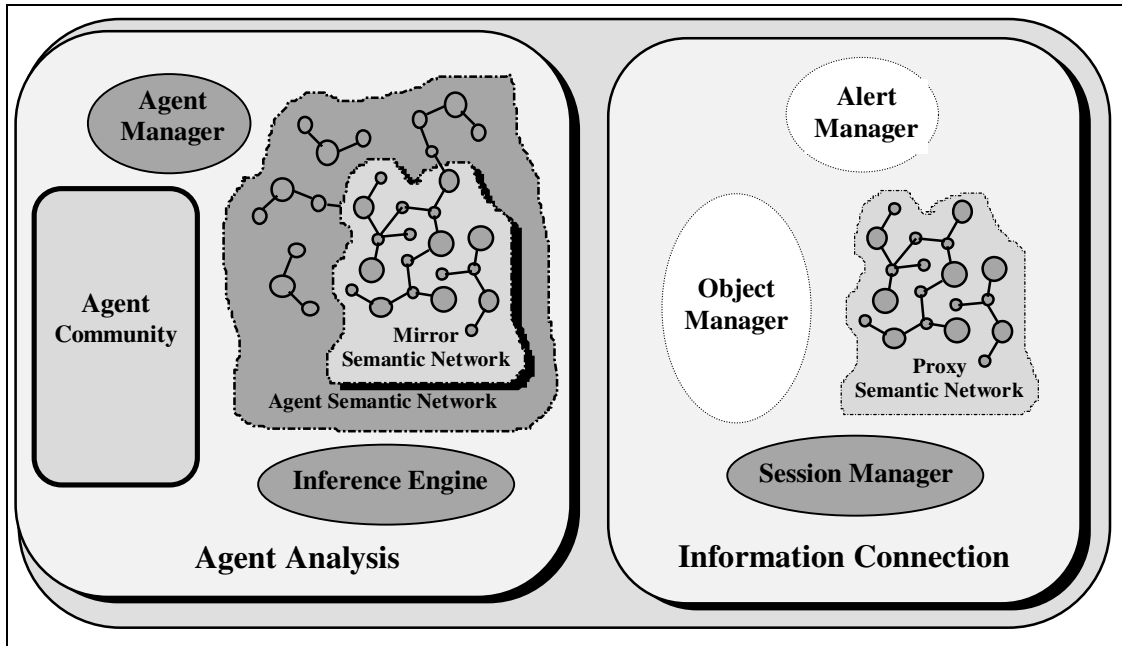 Agent
Manager
Agent
Community
Mirror
Semantic Network
Agent Semantic Network
Inference Engine
Agent Analysis
Alert
Manager
Object
Manager
Proxy
Semantic Network
Session Manager
Information Connection